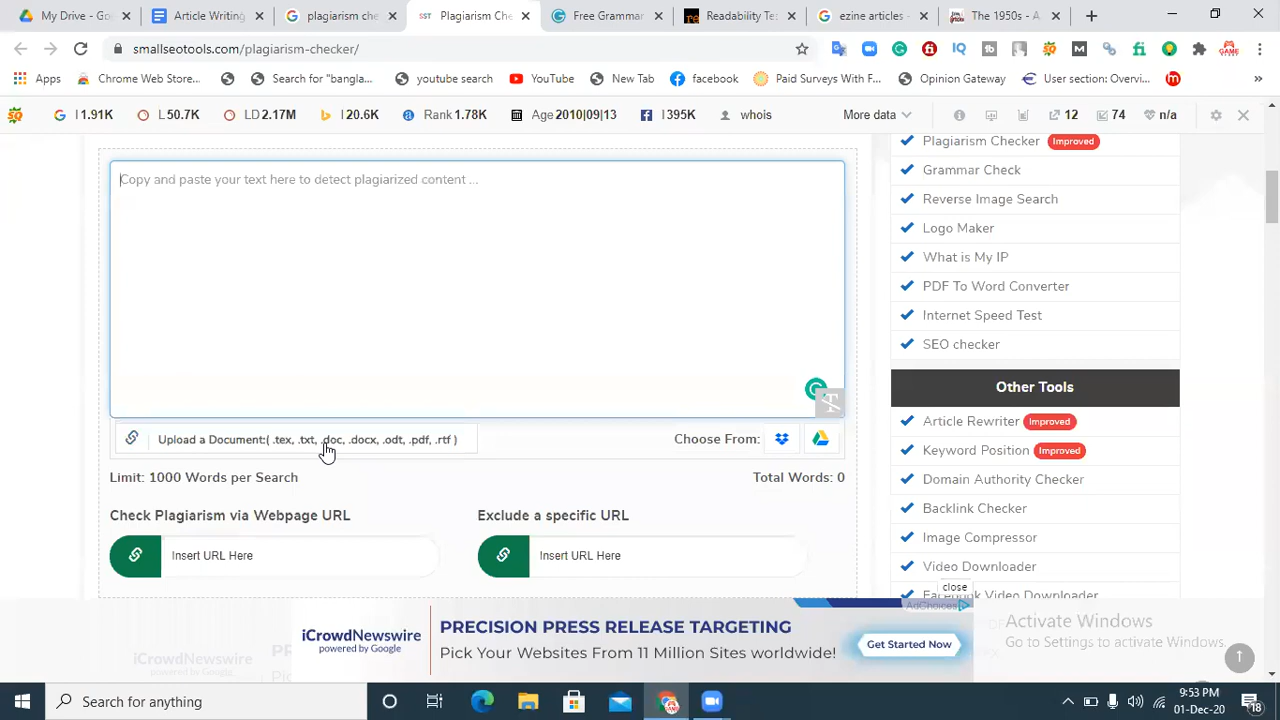 My Drive - Goo
Article Writing
plagiarism che
Plagiarism Che
Free Grammar
Readability Te
ezine articles -
The 1950s - A
smallseotools.com/plagiarism-checker/
Apps
Chrome Web Store...
Search for "bangla...
youtube search
YouTube
New Tab
facebook
Paid Surveys With F...
Opinion Gateway
User section: Overvi...
»
I 1.91K
L 50.7K
LD 2.17M
I 20.6K
Rank 1.78K
Age 2010|09|13
I 395K
whois
More data
12
74
n/a
Copy and paste your text here to detect plagiarized content ...
Upload a Document:( .tex, .txt, .doc, .docx, .odt, .pdf, .rtf )
Choose From:
Limit: 1000 Words per Search
Total Words: 0
Check Plagiarism via Webpage URL
Exclude a specific URL
Insert URL Here
Insert URL Here
Plagiarism Checker Improved
Grammar Check
Reverse Image Search
Logo Maker
What is My IP
PDF To Word Converter
Internet Speed Test
SEO checker
Other Tools
Article Rewriter Improved
Keyword Position Improved
Domain Authority Checker
Backlink Checker
Image Compressor
Video Downloader
Facebook Video Downloader
close
AdChoices
iCrowdNewswire
powered by Google
PRECISION PRESS RELEASE TARGETING
Pick Your Websites From 11 Million Sites worldwide!
Get Started Now
Activate Windows
Go to Settings to activate Windows.
Search for anything
9:53 PM
01-Dec-20
18